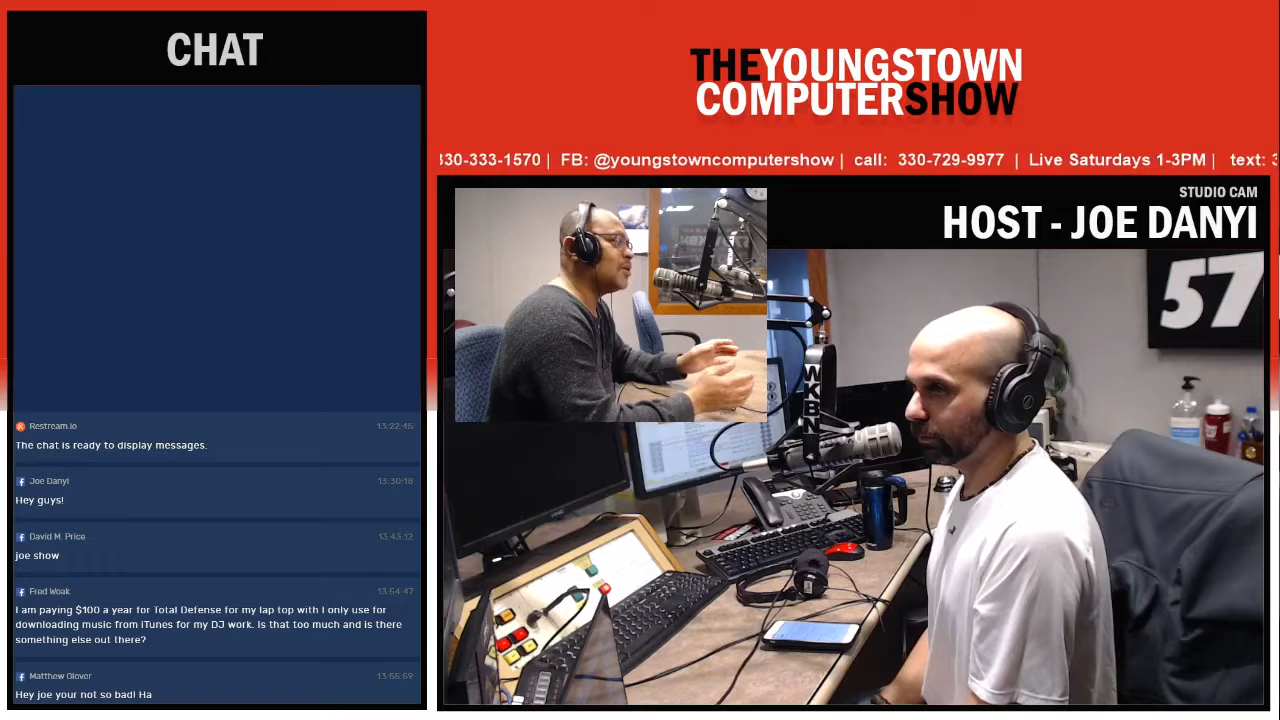 CHAT
Restream.io 13:22:45
The chat is ready to display messages.
Joe Danyi 13:30:18
Hey guys!
David M. Price 13:43:12
joe show
Fred Woak 13:54:47
I am paying $100 a year for Total Defense for my lap top with I only use for
downloading music from iTunes for my DJ work. Is that too much and is there
something else out there?
Matthew Glover 13:56:59
Hey joe your not so bad! Ha
THEYOUNGSTOWN
COMPUTERSHOW
330-333-1570 | FB: @youngstowncomputershow | call: 330-729-9977 | Live Saturdays 1-3PM | text: 3
STUDIO CAM
HOST - JOE DANYI
57
WKBN